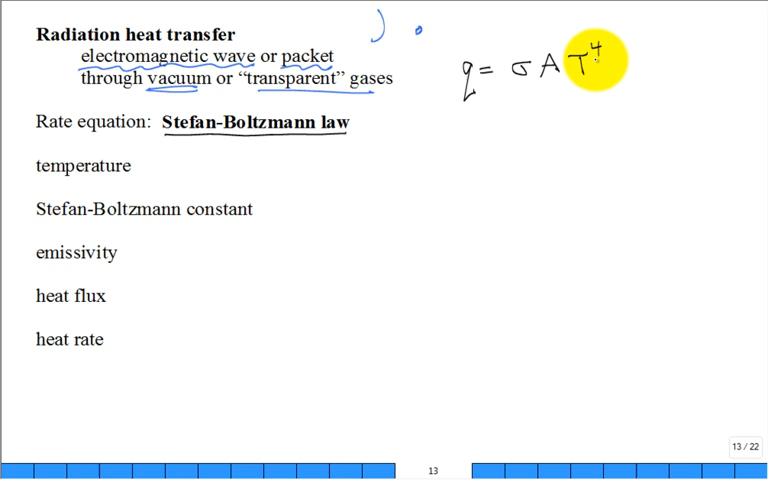 Radiation heat transfer
electromagnetic wave or packet
through vacuum or “transparent” gases
q = σ A T⁴
Rate equation: Stefan-Boltzmann law
temperature
Stefan-Boltzmann constant
emissivity
heat flux
heat rate
13 / 22
13